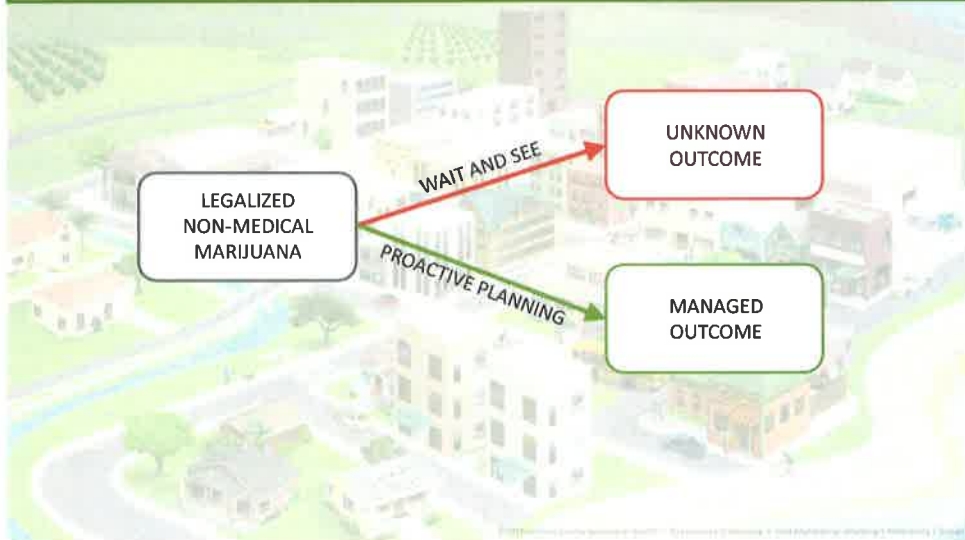 LEGALIZED
NON-MEDICAL
MARIJUANA
WAIT AND SEE
PROACTIVE PLANNING
UNKNOWN
OUTCOME
MANAGED
OUTCOME